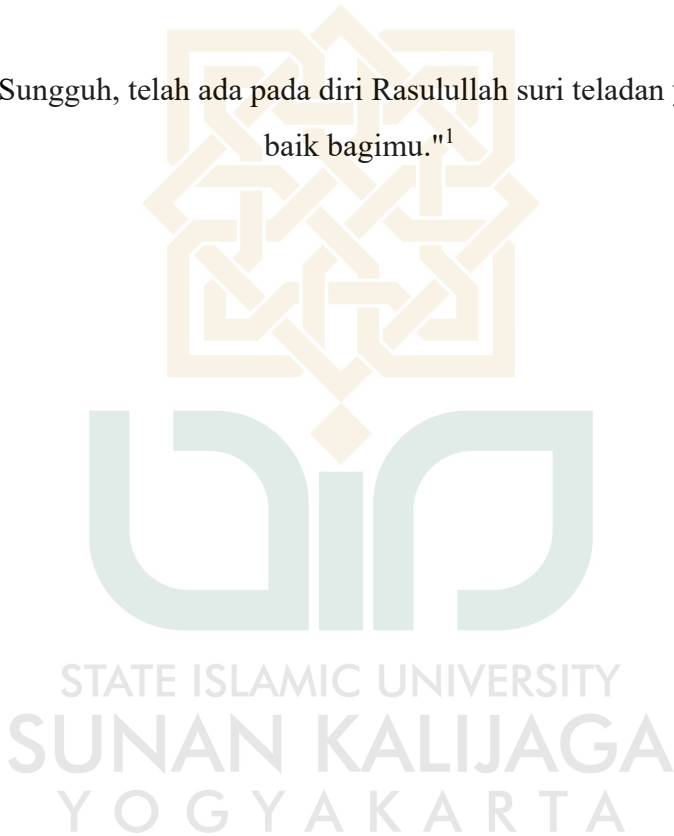 Sungguh, telah ada pada diri Rasulullah suri teladan
baik bagimu."¹
STATE ISLAMIC UNIVERSITY
SUNAN KALIJAGA
YOGYAKARTA